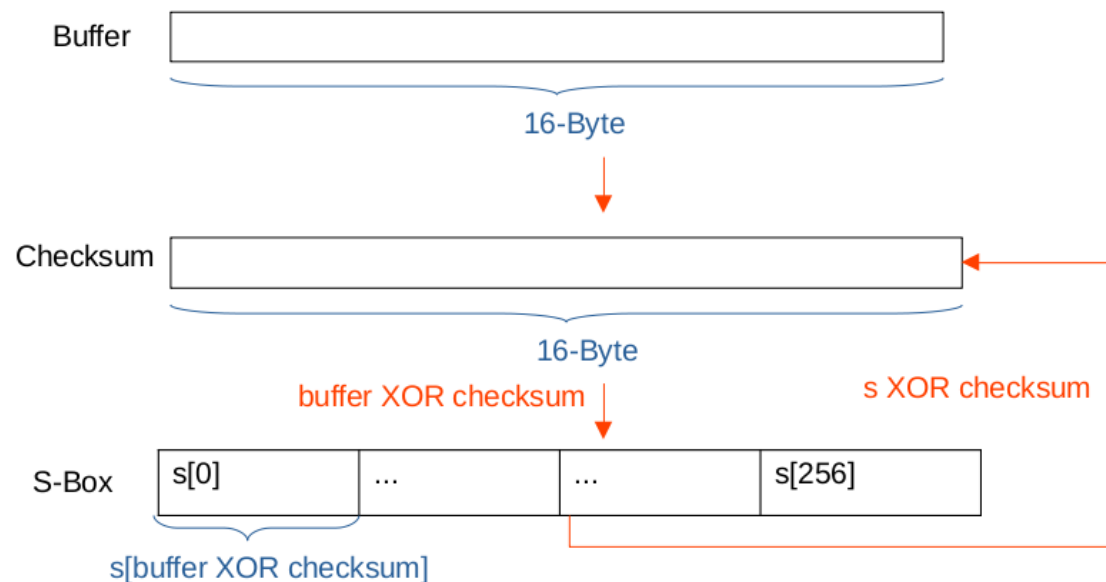 Buffer
16-Byte
Checksum
16-Byte
buffer XOR checksum
s XOR checksum
S-Box
s[0]
...
...
s[256]
s[buffer XOR checksum]